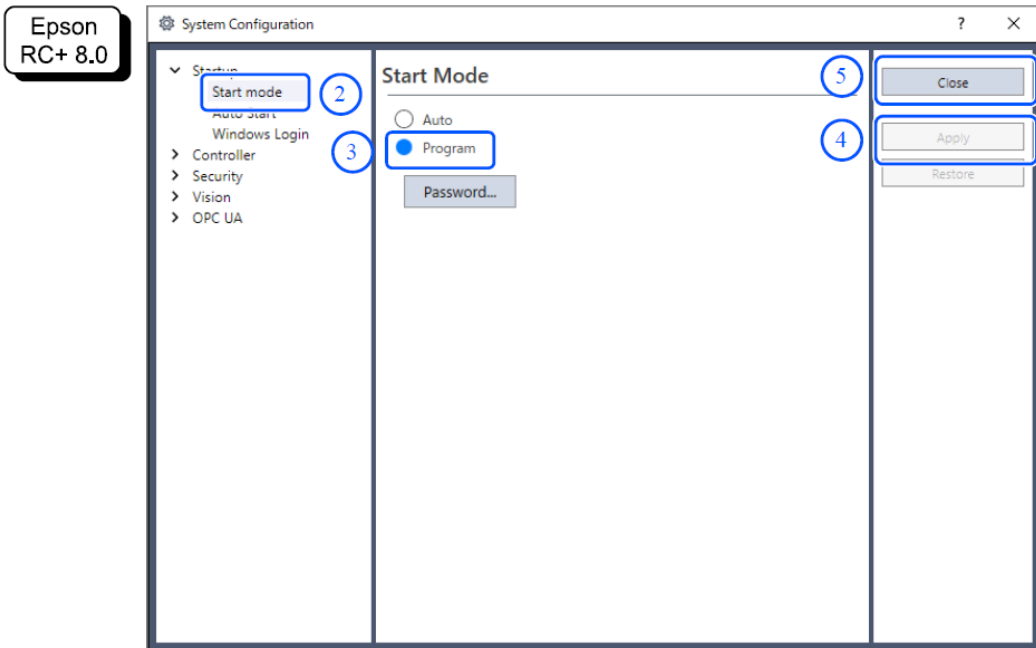 Epson
RC+ 8.0
System Configuration
?
Startup
Start mode
2
Auto Start
Windows Login
Controller
Security
Vision
OPC UA
Start Mode
Auto
3
Program
Password...
5
Close
4
Apply
Restore